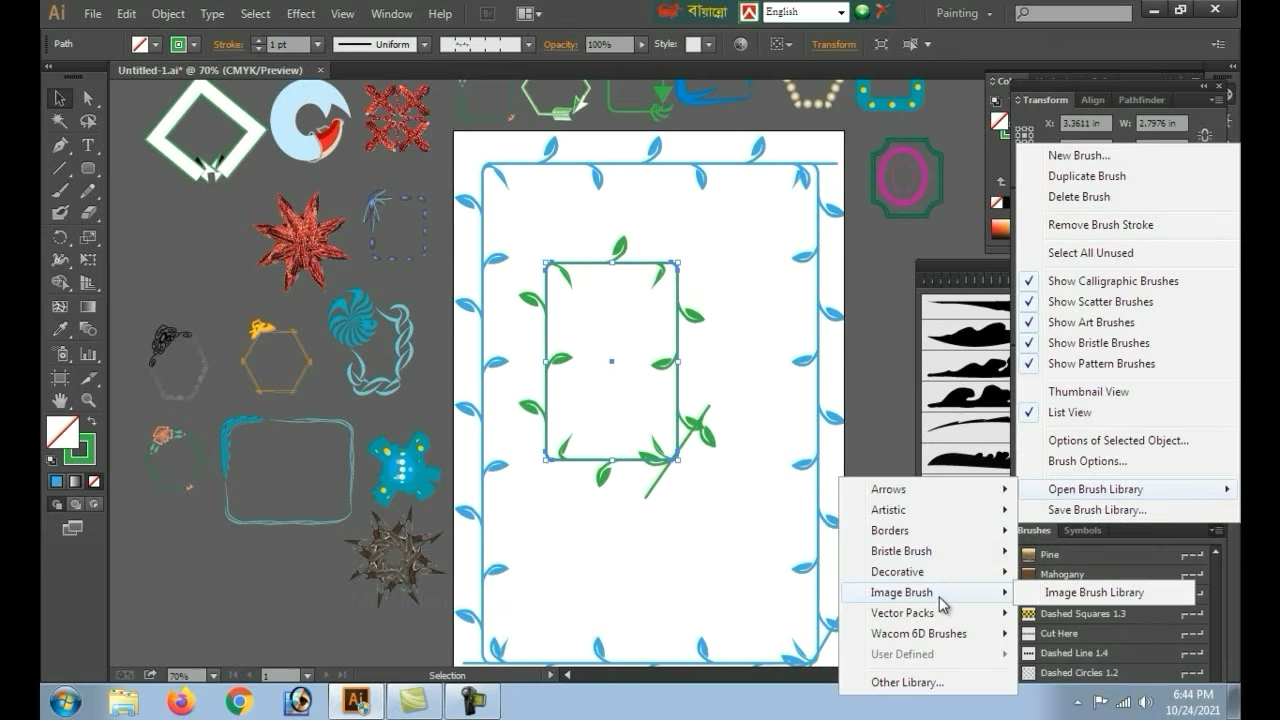 Ai File Edit Object Type Select Effect View Window Help Br বায়ান্নো English Painting
Path Stroke: 1 pt Uniform Opacity: 100% Style: Transform
Untitled-1.ai* @ 70% (CMYK/Preview)
Transform Align Pathfinder
X: 3.3611 in W: 2.7976 in
New Brush...
Duplicate Brush
Delete Brush
Remove Brush Stroke
Select All Unused
Show Calligraphic Brushes
Show Scatter Brushes
Show Art Brushes
Show Bristle Brushes
Show Pattern Brushes
Thumbnail View
List View
Options of Selected Object...
Brush Options...
Open Brush Library
Save Brush Library...
Arrows
Artistic
Borders
Bristle Brush
Decorative
Image Brush
Vector Packs
Wacom 6D Brushes
User Defined
Other Library...
Image Brush Library
Brushes Symbols
Pine
Mahogany
Dashed Squares 1.3
Cut Here
Dashed Line 1.4
Dashed Circles 1.2
70% 1 Selection
Ai
6:44 PM
10/24/2021